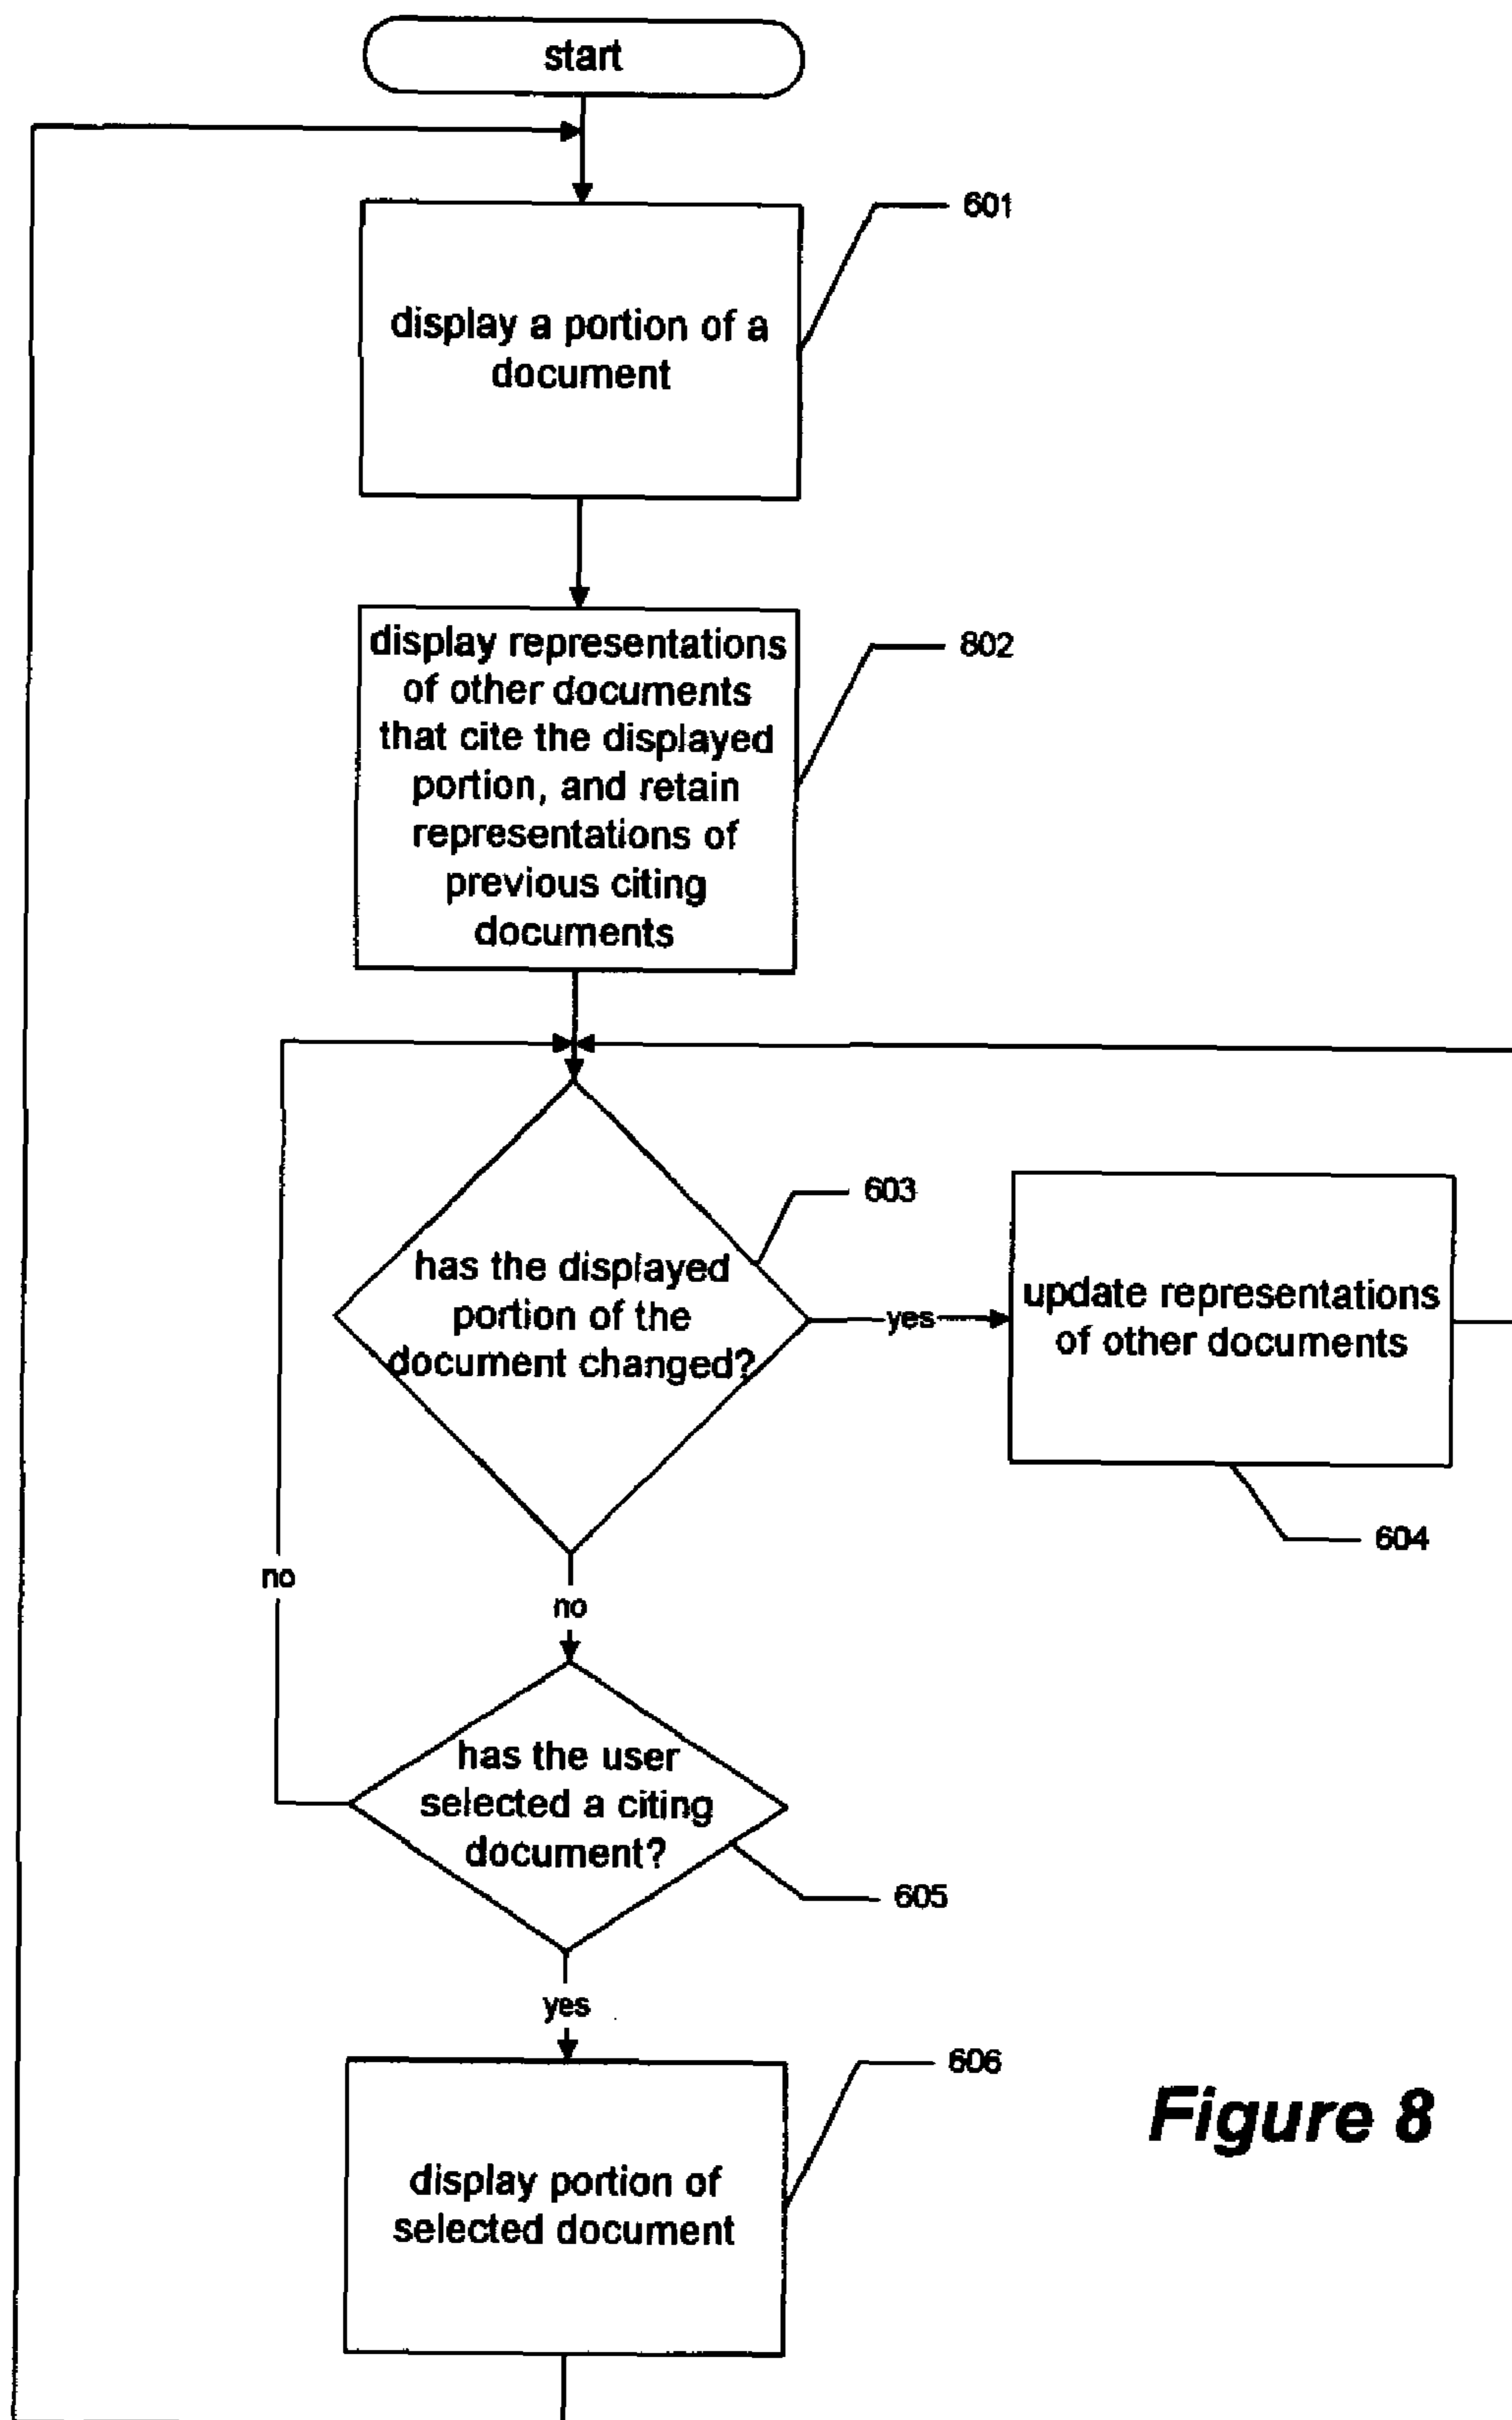 start
601
display a portion of a
document
802
display representations
of other documents
that cite the displayed
portion, and retain
representations of
previous citing
documents
603
has the displayed
portion of the
document changed?
yes
update representations
of other documents
604
no
no
has the user
selected a citing
document?
605
yes
606
display portion of
selected document
Figure 8